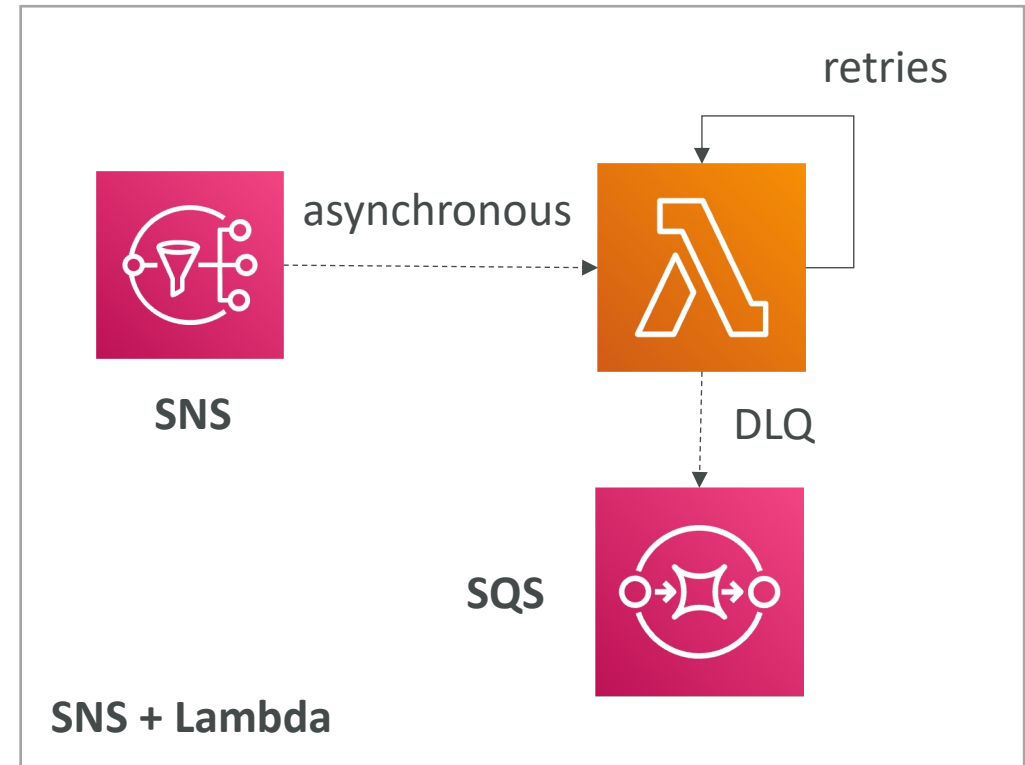 retries
asynchronous
SNS
DLQ
SQS
SNS + Lambda